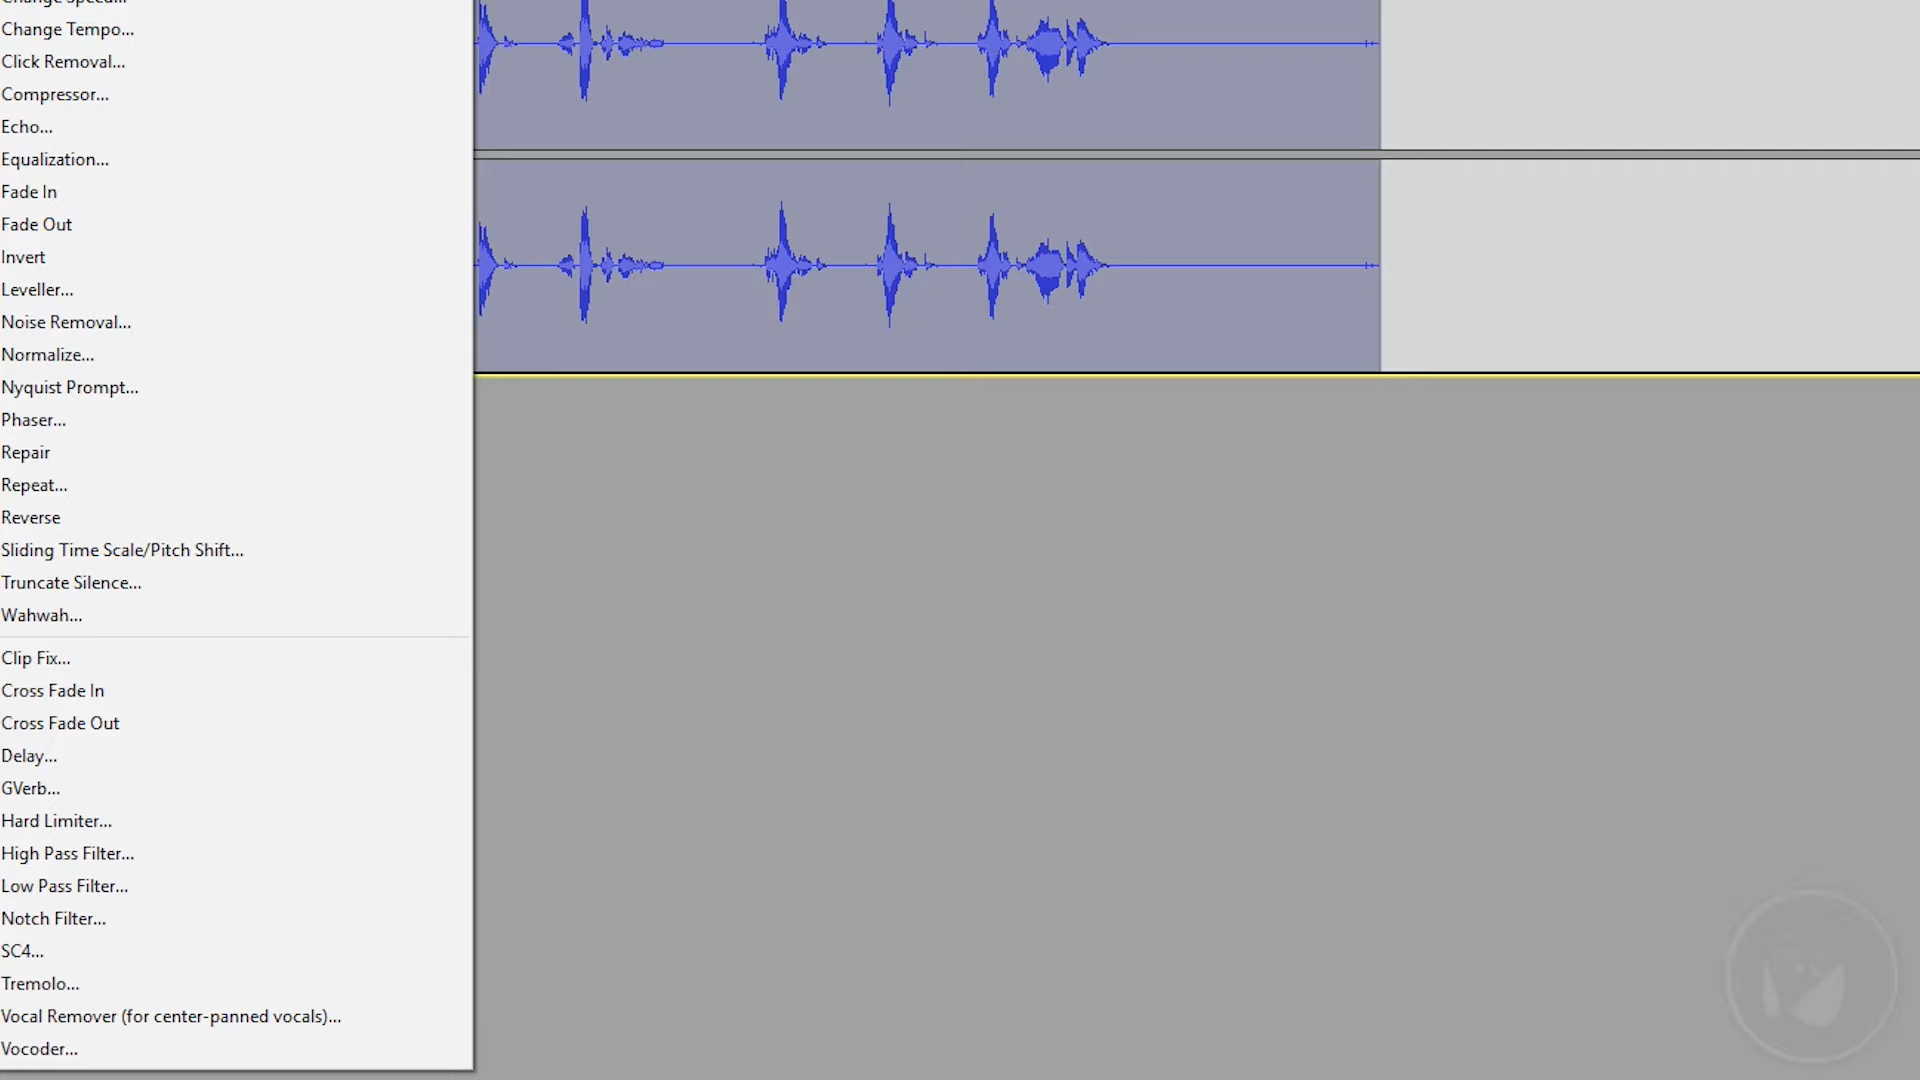 Change Speed...
Change Tempo...
Click Removal...
Compressor...
Echo...
Equalization...
Fade In
Fade Out
Invert
Leveller...
Noise Removal...
Normalize...
Nyquist Prompt...
Phaser...
Repair
Repeat...
Reverse
Sliding Time Scale/Pitch Shift...
Truncate Silence...
Wahwah...
Clip Fix...
Cross Fade In
Cross Fade Out
Delay...
GVerb...
Hard Limiter...
High Pass Filter...
Low Pass Filter...
Notch Filter...
SC4...
Tremolo...
Vocal Remover (for center-panned vocals)...
Vocoder...